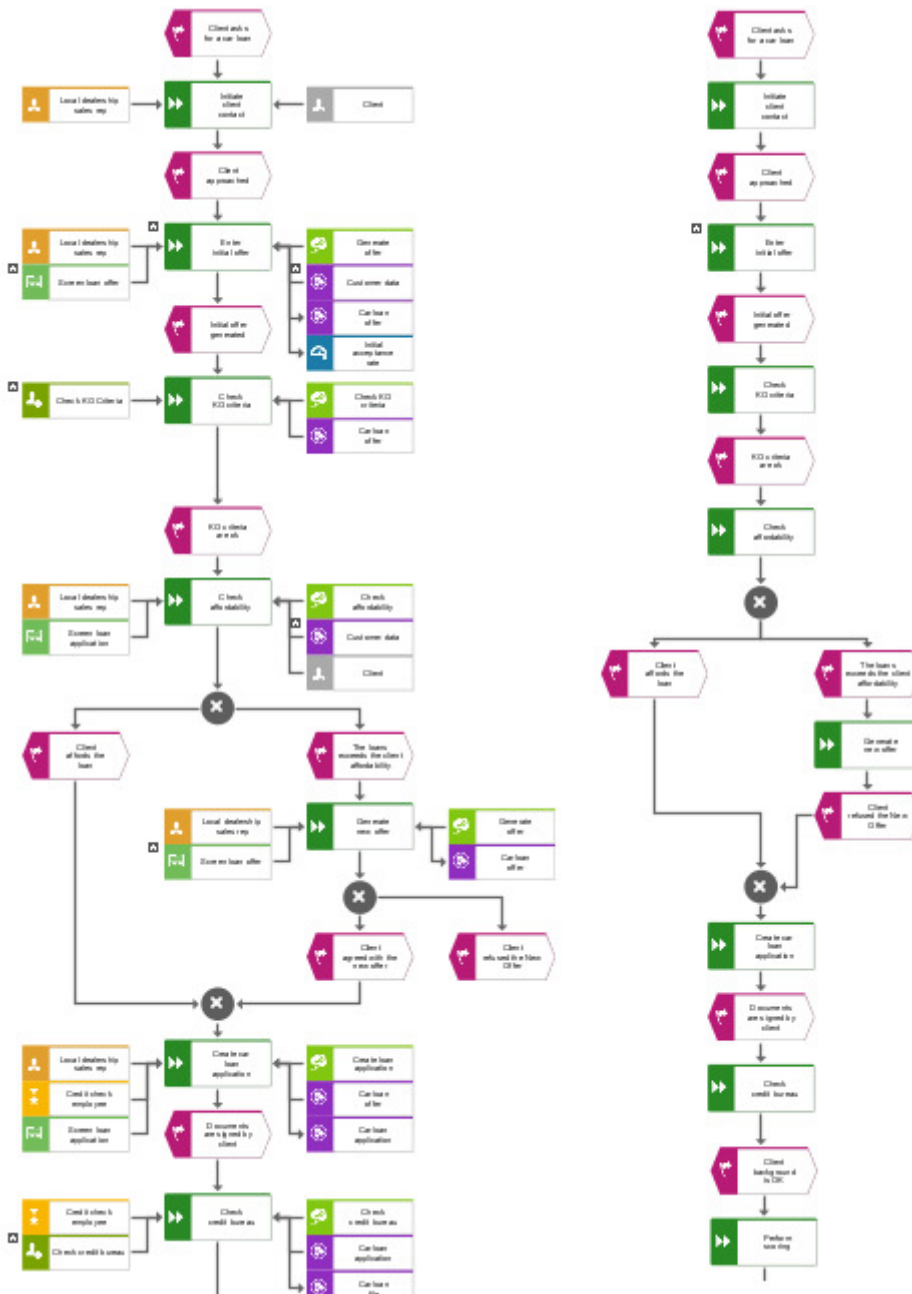 Client asks
for a car loan
Local dealership
sales rep
Initiate
client
contact
Client
Client
approached
Local dealership
sales rep
Enter
initial offer
Generate
offer
Screen loan offer
Customer data
Car loan
offer
Initial offer
generated
Initial
acceptance
rate
Check KO Criteria
Check
KO criteria
Check KO
criteria
Car loan
offer
KO criteria
are ok
Local dealership
sales rep
Check
affordability
Check
affordability
Screen loan
application
Customer data
Client
Client
affords the
loan
The loans
exceeds the client
affordability
Local dealership
sales rep
Generate
new offer
Generate
offer
Screen loan offer
Car loan
offer
Client
agreed with the
new offer
Client
refused the New
Offer
Local dealership
sales rep
Create car
loan
application
Create loan
application
Credit check
employee
Car loan
offer
Screen loan
application
Documents
are signed by
client
Car loan
application
Credit check
employee
Check
credit bureau
Check
credit bureau
Check credit bureau
Car loan
application
Car loan
Client asks
for a car loan
Initiate
client
contact
Client
approached
Enter
initial offer
Initial offer
generated
Check
KO criteria
KO criteria
are ok
Check
affordability
Client
affords the
loan
The loans
exceeds the client
affordability
Generate
new offer
Client
refused the New
Offer
Create car
loan
application
Documents
are signed by
client
Check
credit bureau
Client
background
is OK
Perform
scoring